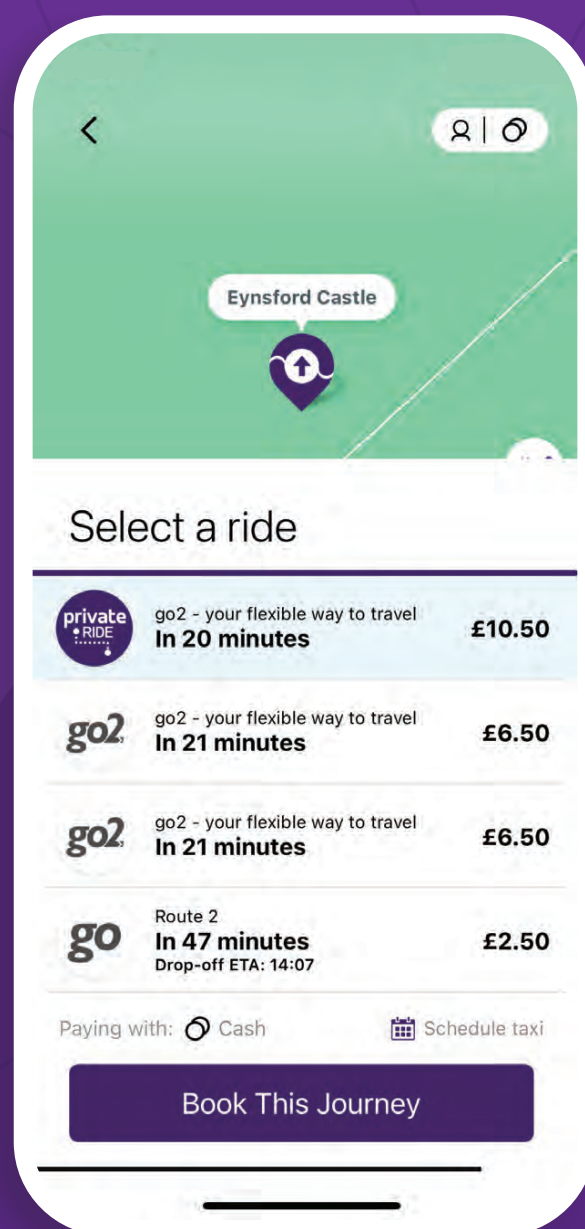 Eynsford Castle
Select a ride
private
RIDE
go2 - your flexible way to travel
In 20 minutes
£10.50
go2
go2 - your flexible way to travel
In 21 minutes
£6.50
go2
go2 - your flexible way to travel
In 21 minutes
£6.50
go
Route 2
In 47 minutes
Drop-off ETA: 14:07
£2.50
Paying with: Cash
Schedule taxi
Book This Journey